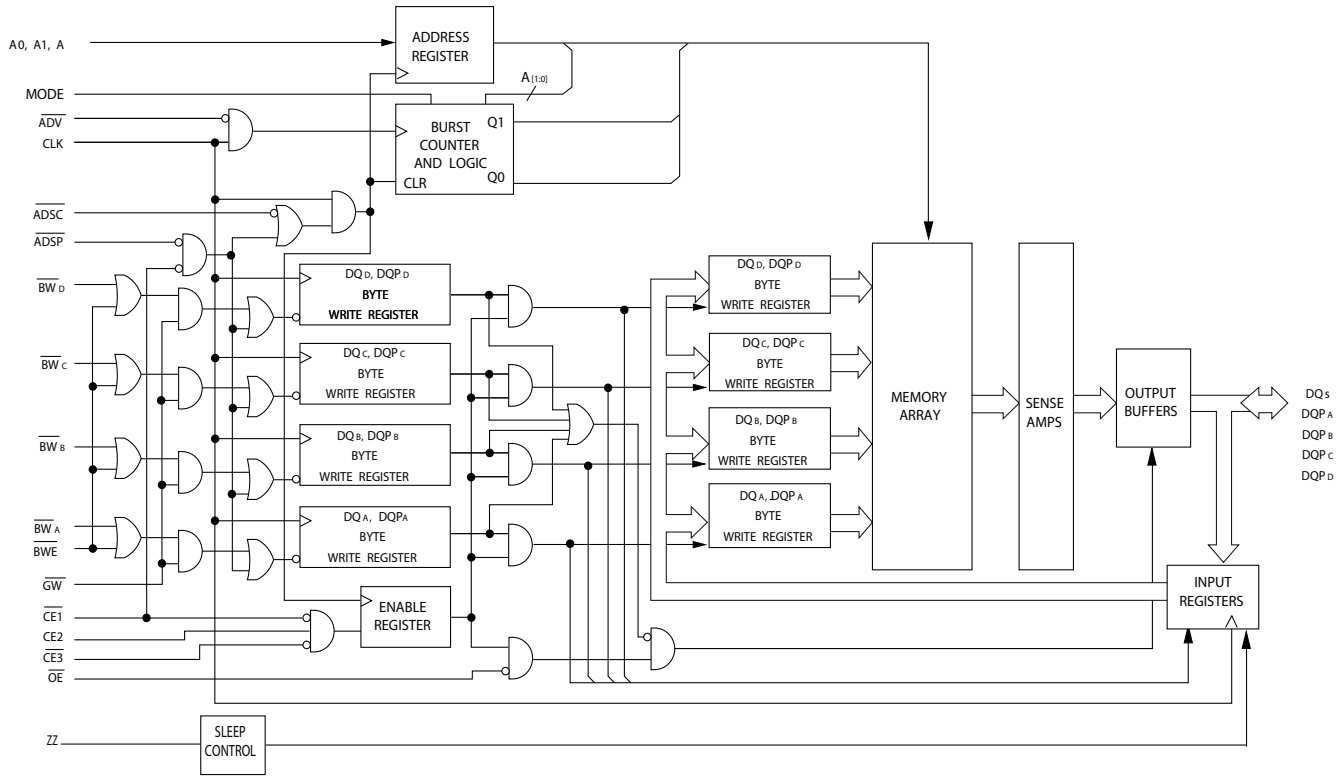 A0, A1, A
ADDRESS
REGISTER
MODE
A[1:0]
ADV
CLK
BURST
COUNTER
AND LOGIC
Q1
CLR
Q0
ADSC
ADSP
BW D
DQ D, DQP D
BYTE
WRITE REGISTER
DQ D, DQP D
BYTE
WRITE REGISTER
BW C
DQ C, DQP C
BYTE
WRITE REGISTER
DQ C, DQP C
BYTE
WRITE REGISTER
MEMORY
ARRAY
SENSE
AMPS
OUTPUT
BUFFERS
DQ s
DQP A
DQP B
DQP C
DQP D
BW B
DQ B, DQP B
BYTE
WRITE REGISTER
DQ B, DQP B
BYTE
WRITE REGISTER
BW A
BWE
DQ A, DQP A
BYTE
WRITE REGISTER
DQ A, DQP A
BYTE
WRITE REGISTER
GW
CE1
CE2
CE3
OE
ENABLE
REGISTER
INPUT
REGISTERS
ZZ
SLEEP
CONTROL